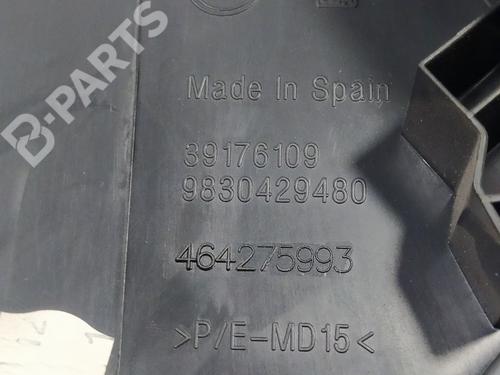 B-PARTS
Made In Spain
39176109
9830429480
464275993
>P/E-MD15<